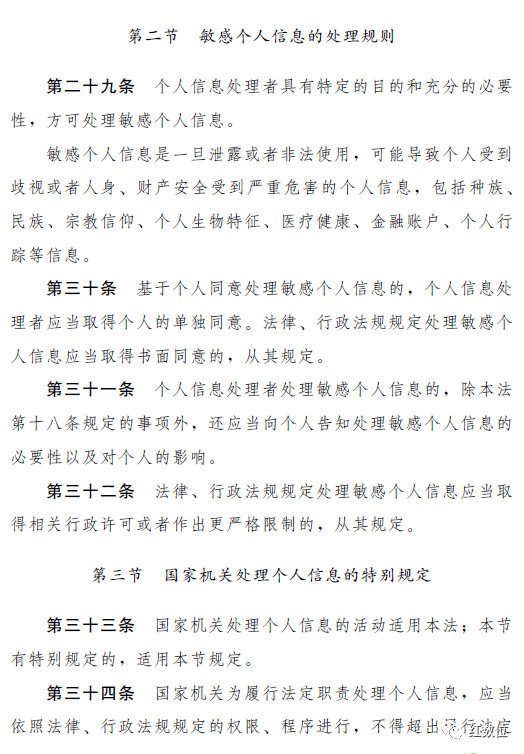 第二节　敏感个人信息的处理规则
第二十九条　个人信息处理者具有特定的目的和充分的必要
性，方可处理敏感个人信息。
敏感个人信息是一旦泄露或者非法使用，可能导致个人受到
歧视或者人身、财产安全受到严重危害的个人信息，包括种族、
民族、宗教信仰、个人生物特征、医疗健康、金融账户、个人行
踪等信息。
第三十条　基于个人同意处理敏感个人信息的，个人信息处
理者应当取得个人的单独同意。法律、行政法规规定处理敏感个
人信息应当取得书面同意的，从其规定。
第三十一条　个人信息处理者处理敏感个人信息的，除本法
第十八条规定的事项外，还应当向个人告知处理敏感个人信息的
必要性以及对个人的影响。
第三十二条　法律、行政法规规定处理敏感个人信息应当取
得相关行政许可或者作出更严格限制的，从其规定。
第三节　国家机关处理个人信息的特别规定
第三十三条　国家机关处理个人信息的活动适用本法；本节
有特别规定的，适用本节规定。
第三十四条　国家机关为履行法定职责处理个人信息，应当
依照法律、行政法规规定的权限、程序进行，不得超出履行法定
红数位